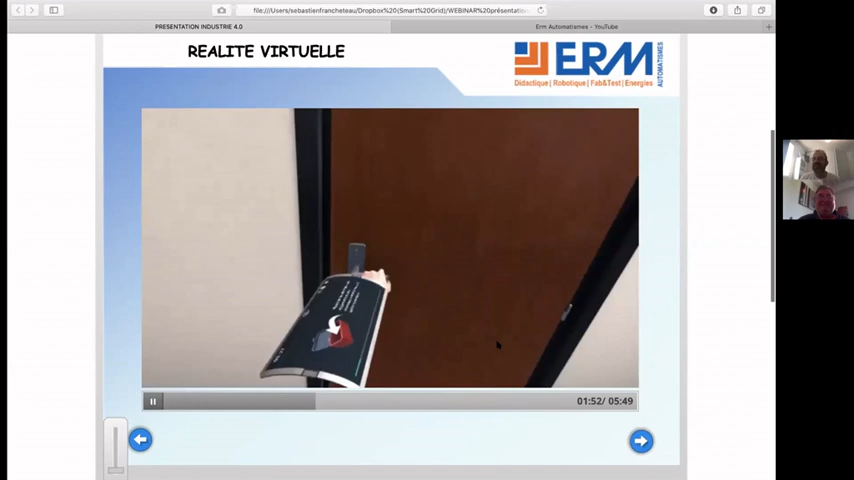 file:///Users/sebastienfrancheteau/Dropbox%20(Smart%20Grid)/WEBINAR%20présentation
PRESENTATION INDUSTRIE 4.0
Erm Automatismes - YouTube
REALITE VIRTUELLE
ERM
AUTOMATISMES
Didactique | Robotique | Fab&Test | Energies
01:52/ 05:49